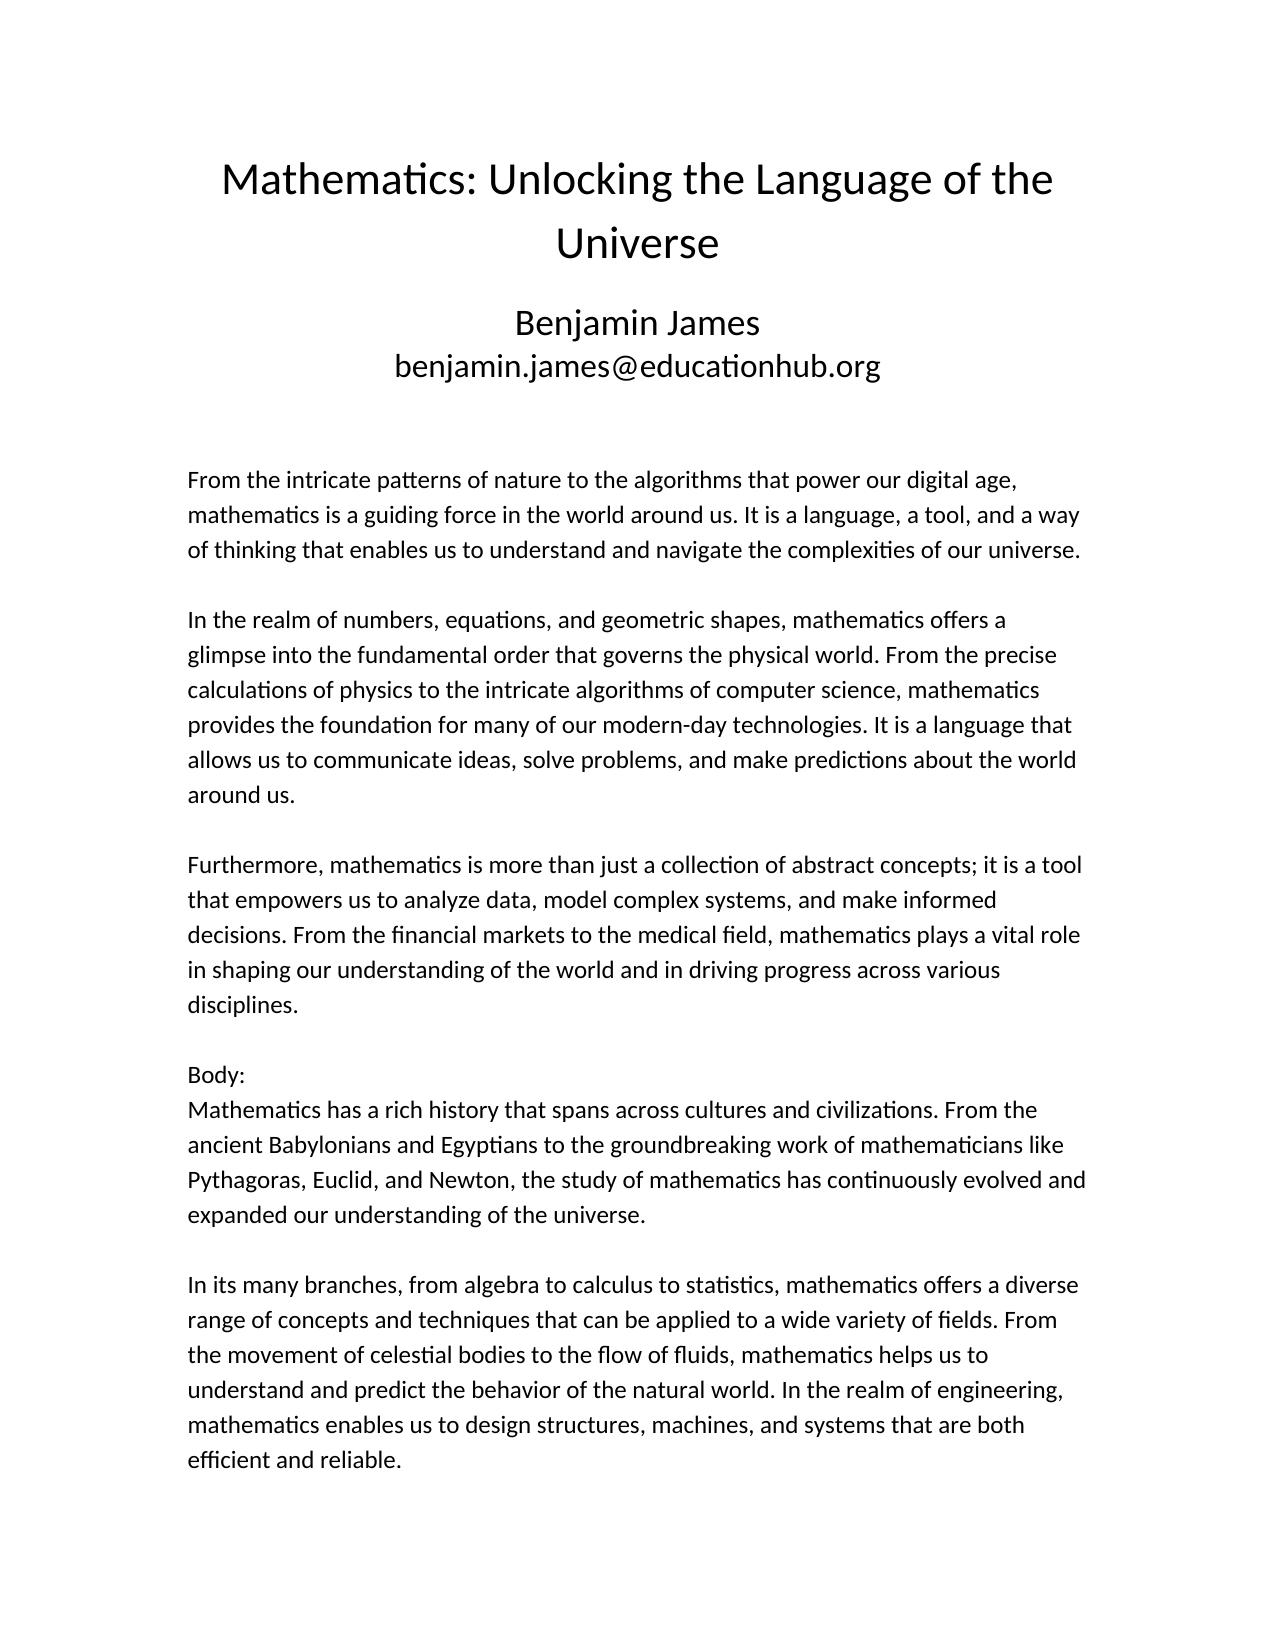 Mathematics: Unlocking the Language of the
Universe
Benjamin James
benjamin.james@educationhub.org
From the intricate patterns of nature to the algorithms that power our digital age,
mathematics is a guiding force in the world around us. It is a language, a tool, and a way
of thinking that enables us to understand and navigate the complexities of our universe.
In the realm of numbers, equations, and geometric shapes, mathematics offers a
glimpse into the fundamental order that governs the physical world. From the precise
calculations of physics to the intricate algorithms of computer science, mathematics
provides the foundation for many of our modern-day technologies. It is a language that
allows us to communicate ideas, solve problems, and make predictions about the world
around us.
Furthermore, mathematics is more than just a collection of abstract concepts; it is a tool
that empowers us to analyze data, model complex systems, and make informed
decisions. From the financial markets to the medical field, mathematics plays a vital role
in shaping our understanding of the world and in driving progress across various
disciplines.
Body:
Mathematics has a rich history that spans across cultures and civilizations. From the
ancient Babylonians and Egyptians to the groundbreaking work of mathematicians like
Pythagoras, Euclid, and Newton, the study of mathematics has continuously evolved and
expanded our understanding of the universe.
In its many branches, from algebra to calculus to statistics, mathematics offers a diverse
range of concepts and techniques that can be applied to a wide variety of fields. From
the movement of celestial bodies to the flow of fluids, mathematics helps us to
understand and predict the behavior of the natural world. In the realm of engineering,
mathematics enables us to design structures, machines, and systems that are both
efficient and reliable.